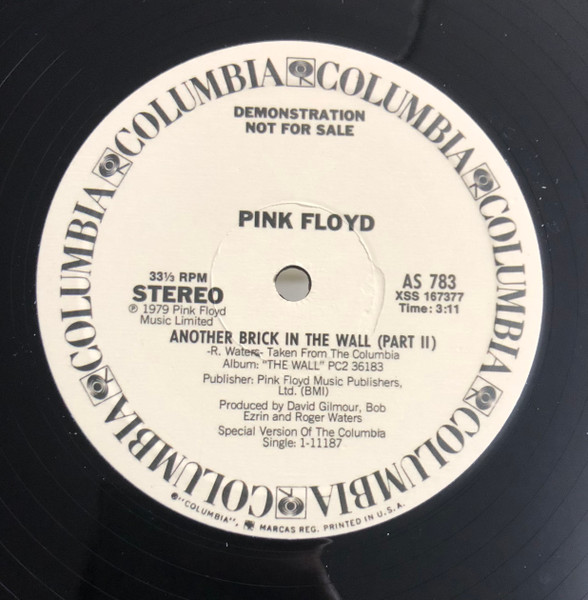 COLUMBIA COLUMBIA COLUMBIA COLUMBIA COLUMBIA COLUMBIA COLUMBIA COLUMBIA
DEMONSTRATION
NOT FOR SALE
PINK FLOYD
33⅓ RPM
STEREO
℗ 1979 Pink Floyd
Music Limited
AS 783
XSS 167377
Time: 3:11
ANOTHER BRICK IN THE WALL (PART II)
-R. Waters- Taken From The Columbia
Album: "THE WALL" PC2 36183
Publisher: Pink Floyd Music Publishers,
Ltd. (BMI)
Produced by David Gilmour, Bob
Ezrin and Roger Waters
Special Version Of The Columbia
Single: 1-11187
® "COLUMBIA", MARCAS REG. PRINTED IN U.S.A.